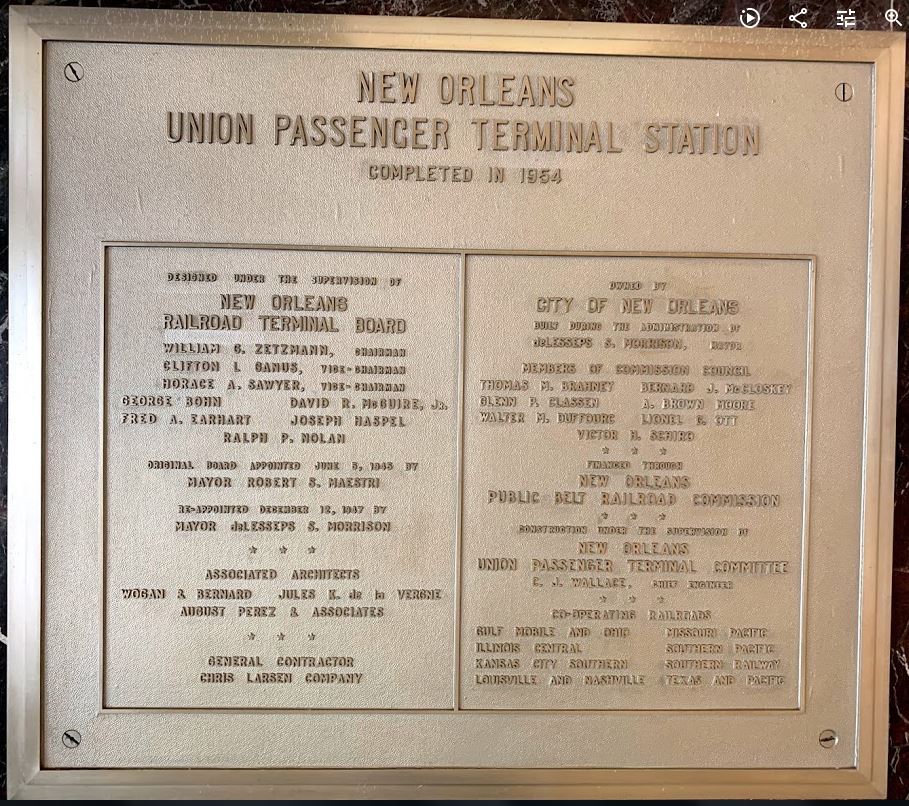 NEW ORLEANS
UNION PASSENGER TERMINAL STATION
COMPLETED IN 1954
DESIGNED UNDER THE SUPERVISION OF
NEW ORLEANS
RAILROAD TERMINAL BOARD
WILLIAM G. ZETZMANN, CHAIRMAN
CLIFTON L GANUS, VICE-CHAIRMAN
HORACE A. SAWYER, VICE-CHAIRMAN
GEORGE BOHN DAVID R. McGUIRE, JR.
FRED A. EARHART JOSEPH HASPEL
RALPH P. NOLAN
ORIGINAL BOARD APPOINTED JUNE 5, 1945 BY
MAYOR ROBERT S. MAESTRI
RE-APPOINTED DECEMBER 12, 1947 BY
MAYOR deLESSEPS S. MORRISON
* * *
ASSOCIATED ARCHITECTS
WOGAN & BERNARD JULES K. de la VERGNE
AUGUST PEREZ & ASSOCIATES
* * *
GENERAL CONTRACTOR
CHRIS LARSEN COMPANY
OWNED BY
CITY OF NEW ORLEANS
BUILT DURING THE ADMINISTRATION OF
deLESSEPS S. MORRISON, MAYOR
MEMBERS OF COMMISSION COUNCIL
THOMAS M. BRAHNEY BERNARD J. McCLOSKEY
GLENN P. CLASSEN A. BROWN MOORE
WALTER M. DUFFOURC LIONEL G. OTT
VICTOR H. SCHIRO
* * *
FINANCED THROUGH
NEW ORLEANS
PUBLIC BELT RAILROAD COMMISSION
* * *
CONSTRUCTION UNDER THE SUPERVISION OF
NEW ORLEANS
UNION PASSENGER TERMINAL COMMITTEE
C. J. WALLACE, CHIEF ENGINEER
* * *
CO-OPERATING RAILROADS
GULF MOBILE AND OHIO MISSOURI PACIFIC
ILLINOIS CENTRAL SOUTHERN PACIFIC
KANSAS CITY SOUTHERN SOUTHERN RAILWAY
LOUISVILLE AND NASHVILLE TEXAS AND PACIFIC